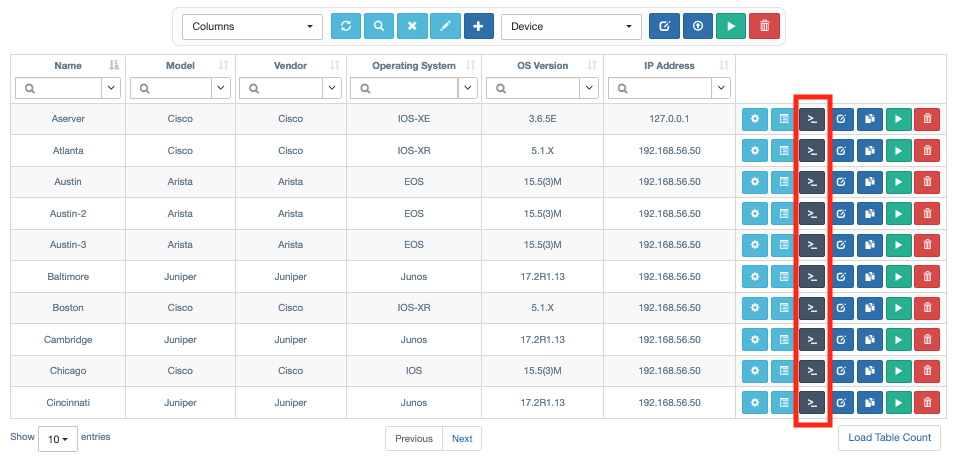 Columns Device
Name Model Vendor Operating System OS Version IP Address
Aserver Cisco Cisco IOS-XE 3.6.5E 127.0.0.1
Atlanta Cisco Cisco IOS-XR 5.1.X 192.168.56.50
Austin Arista Arista EOS 15.5(3)M 192.168.56.50
Austin-2 Arista Arista EOS 15.5(3)M 192.168.56.50
Austin-3 Arista Arista EOS 15.5(3)M 192.168.56.50
Baltimore Juniper Juniper Junos 17.2R1.13 192.168.56.50
Boston Cisco Cisco IOS-XR 5.1.X 192.168.56.50
Cambridge Juniper Juniper Junos 17.2R1.13 192.168.56.50
Chicago Cisco Cisco IOS 15.5(3)M 192.168.56.50
Cincinnati Juniper Juniper Junos 17.2R1.13 192.168.56.50
Show 10 entries Previous Next Load Table Count